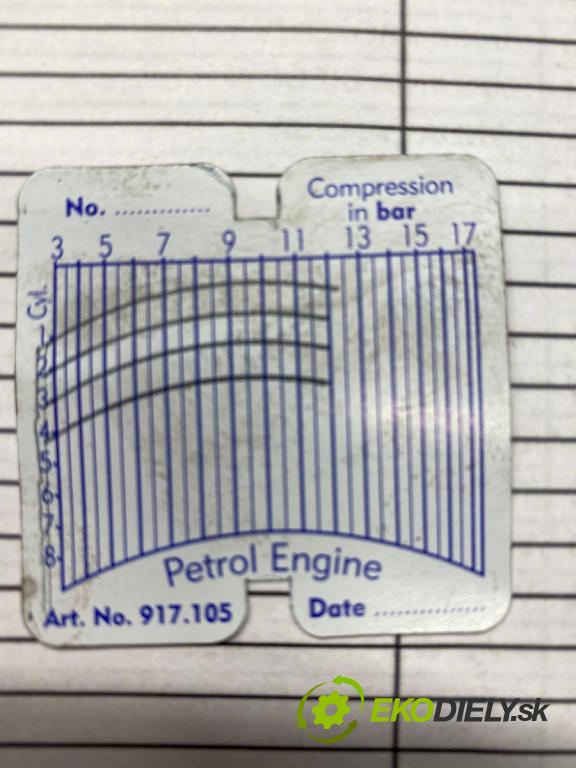 No. .............
Compression
in bar
3 5 7 9 11 13 15 17
Cyl.
1
2
3
4
5
6
7
8
Petrol Engine
Art. No. 917.105
Date ...............
EKODIELY.sk